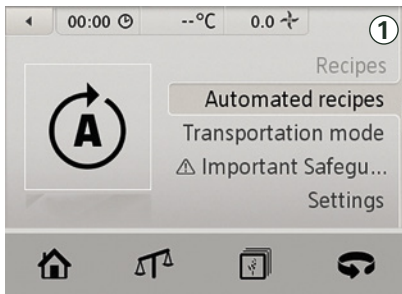 00:00 --°C 0.0
1
Recipes
Automated recipes
A
Transportation mode
Important Safegu...
Settings